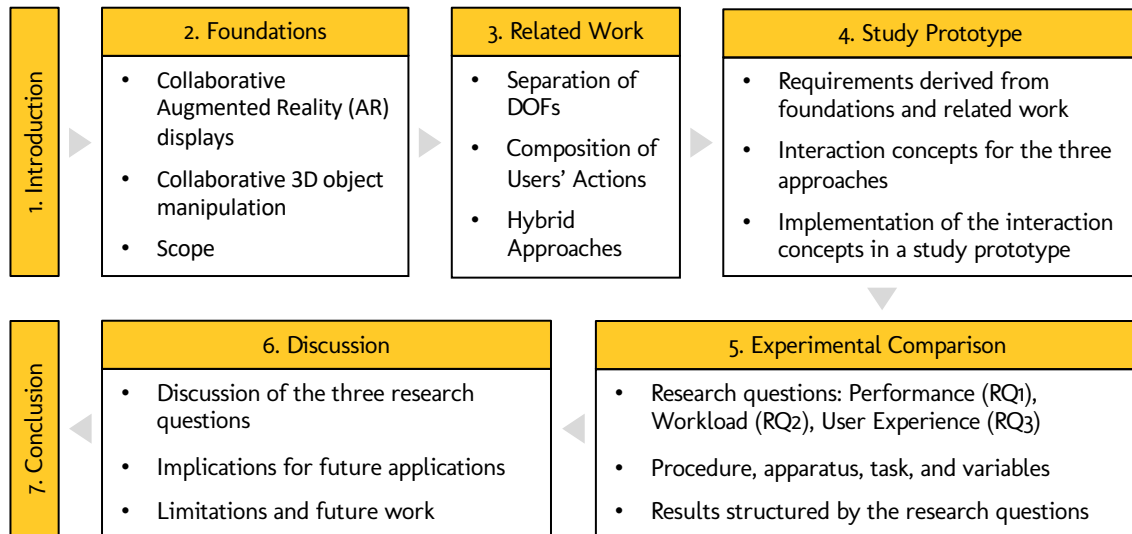 1. Introduction
2. Foundations
• Collaborative
Augmented Reality (AR)
displays
• Collaborative 3D object
manipulation
• Scope
3. Related Work
• Separation of
DOFs
• Composition of
Users’ Actions
• Hybrid
Approaches
4. Study Prototype
• Requirements derived from
foundations and related work
• Interaction concepts for the three
approaches
• Implementation of the interaction
concepts in a study prototype
5. Experimental Comparison
• Research questions: Performance (RQ1),
Workload (RQ2), User Experience (RQ3)
• Procedure, apparatus, task, and variables
• Results structured by the research questions
6. Discussion
• Discussion of the three research
questions
• Implications for future applications
• Limitations and future work
7. Conclusion